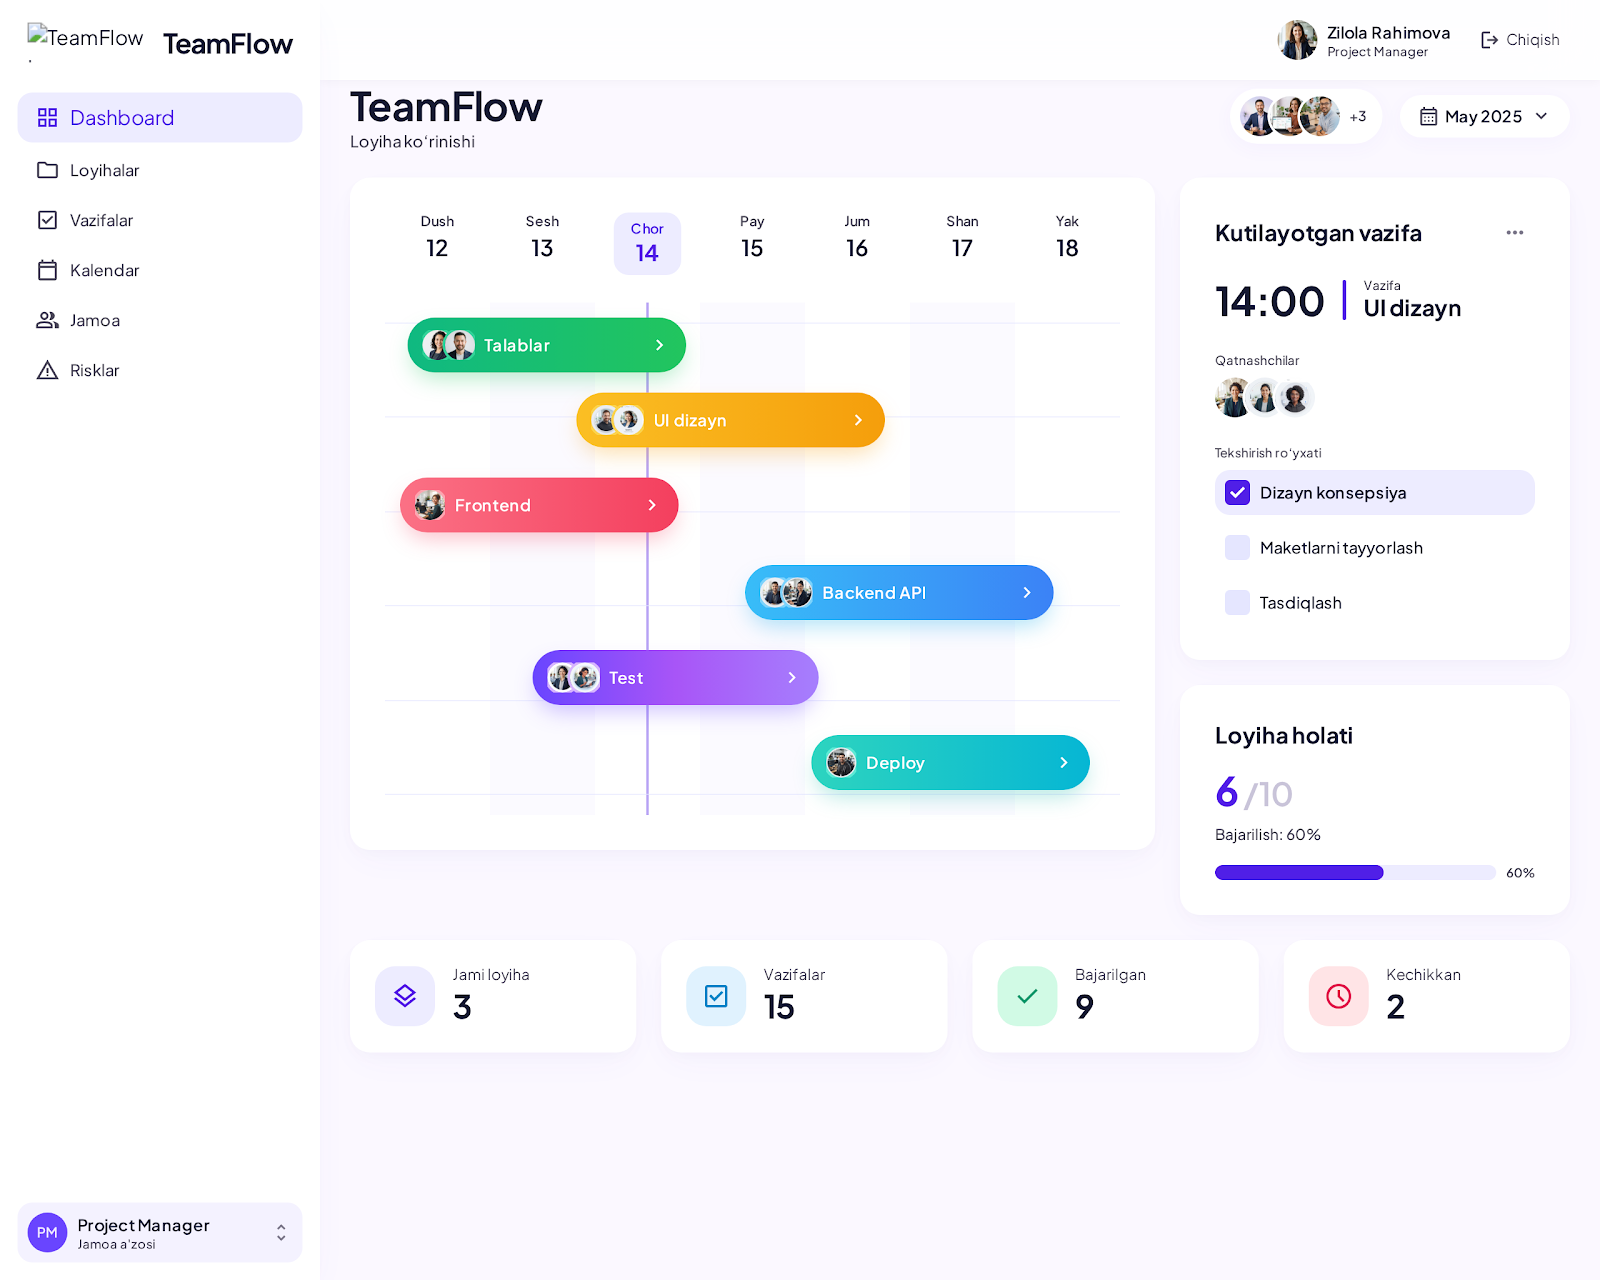 TeamFlow
TeamFlow
Dashboard
Loyihalar
Vazifalar
Kalendar
Jamoa
Risklar
PM
Project Manager
Jamoa a'zosi
Zilola Rahimova
Project Manager
Chiqish
TeamFlow
Loyiha ko‘rinishi
+3
May 2025
Dush
12
Sesh
13
Chor
14
Pay
15
Jum
16
Shan
17
Yak
18
Talablar
UI dizayn
Frontend
Backend API
Test
Deploy
Kutilayotgan vazifa
14:00
Vazifa
UI dizayn
Qatnashchilar
Tekshirish ro‘yxati
Dizayn konsepsiya
Maketlarni tayyorlash
Tasdiqlash
Loyiha holati
6 /10
Bajarilish: 60%
60%
Jami loyiha
3
Vazifalar
15
Bajarilgan
9
Kechikkan
2